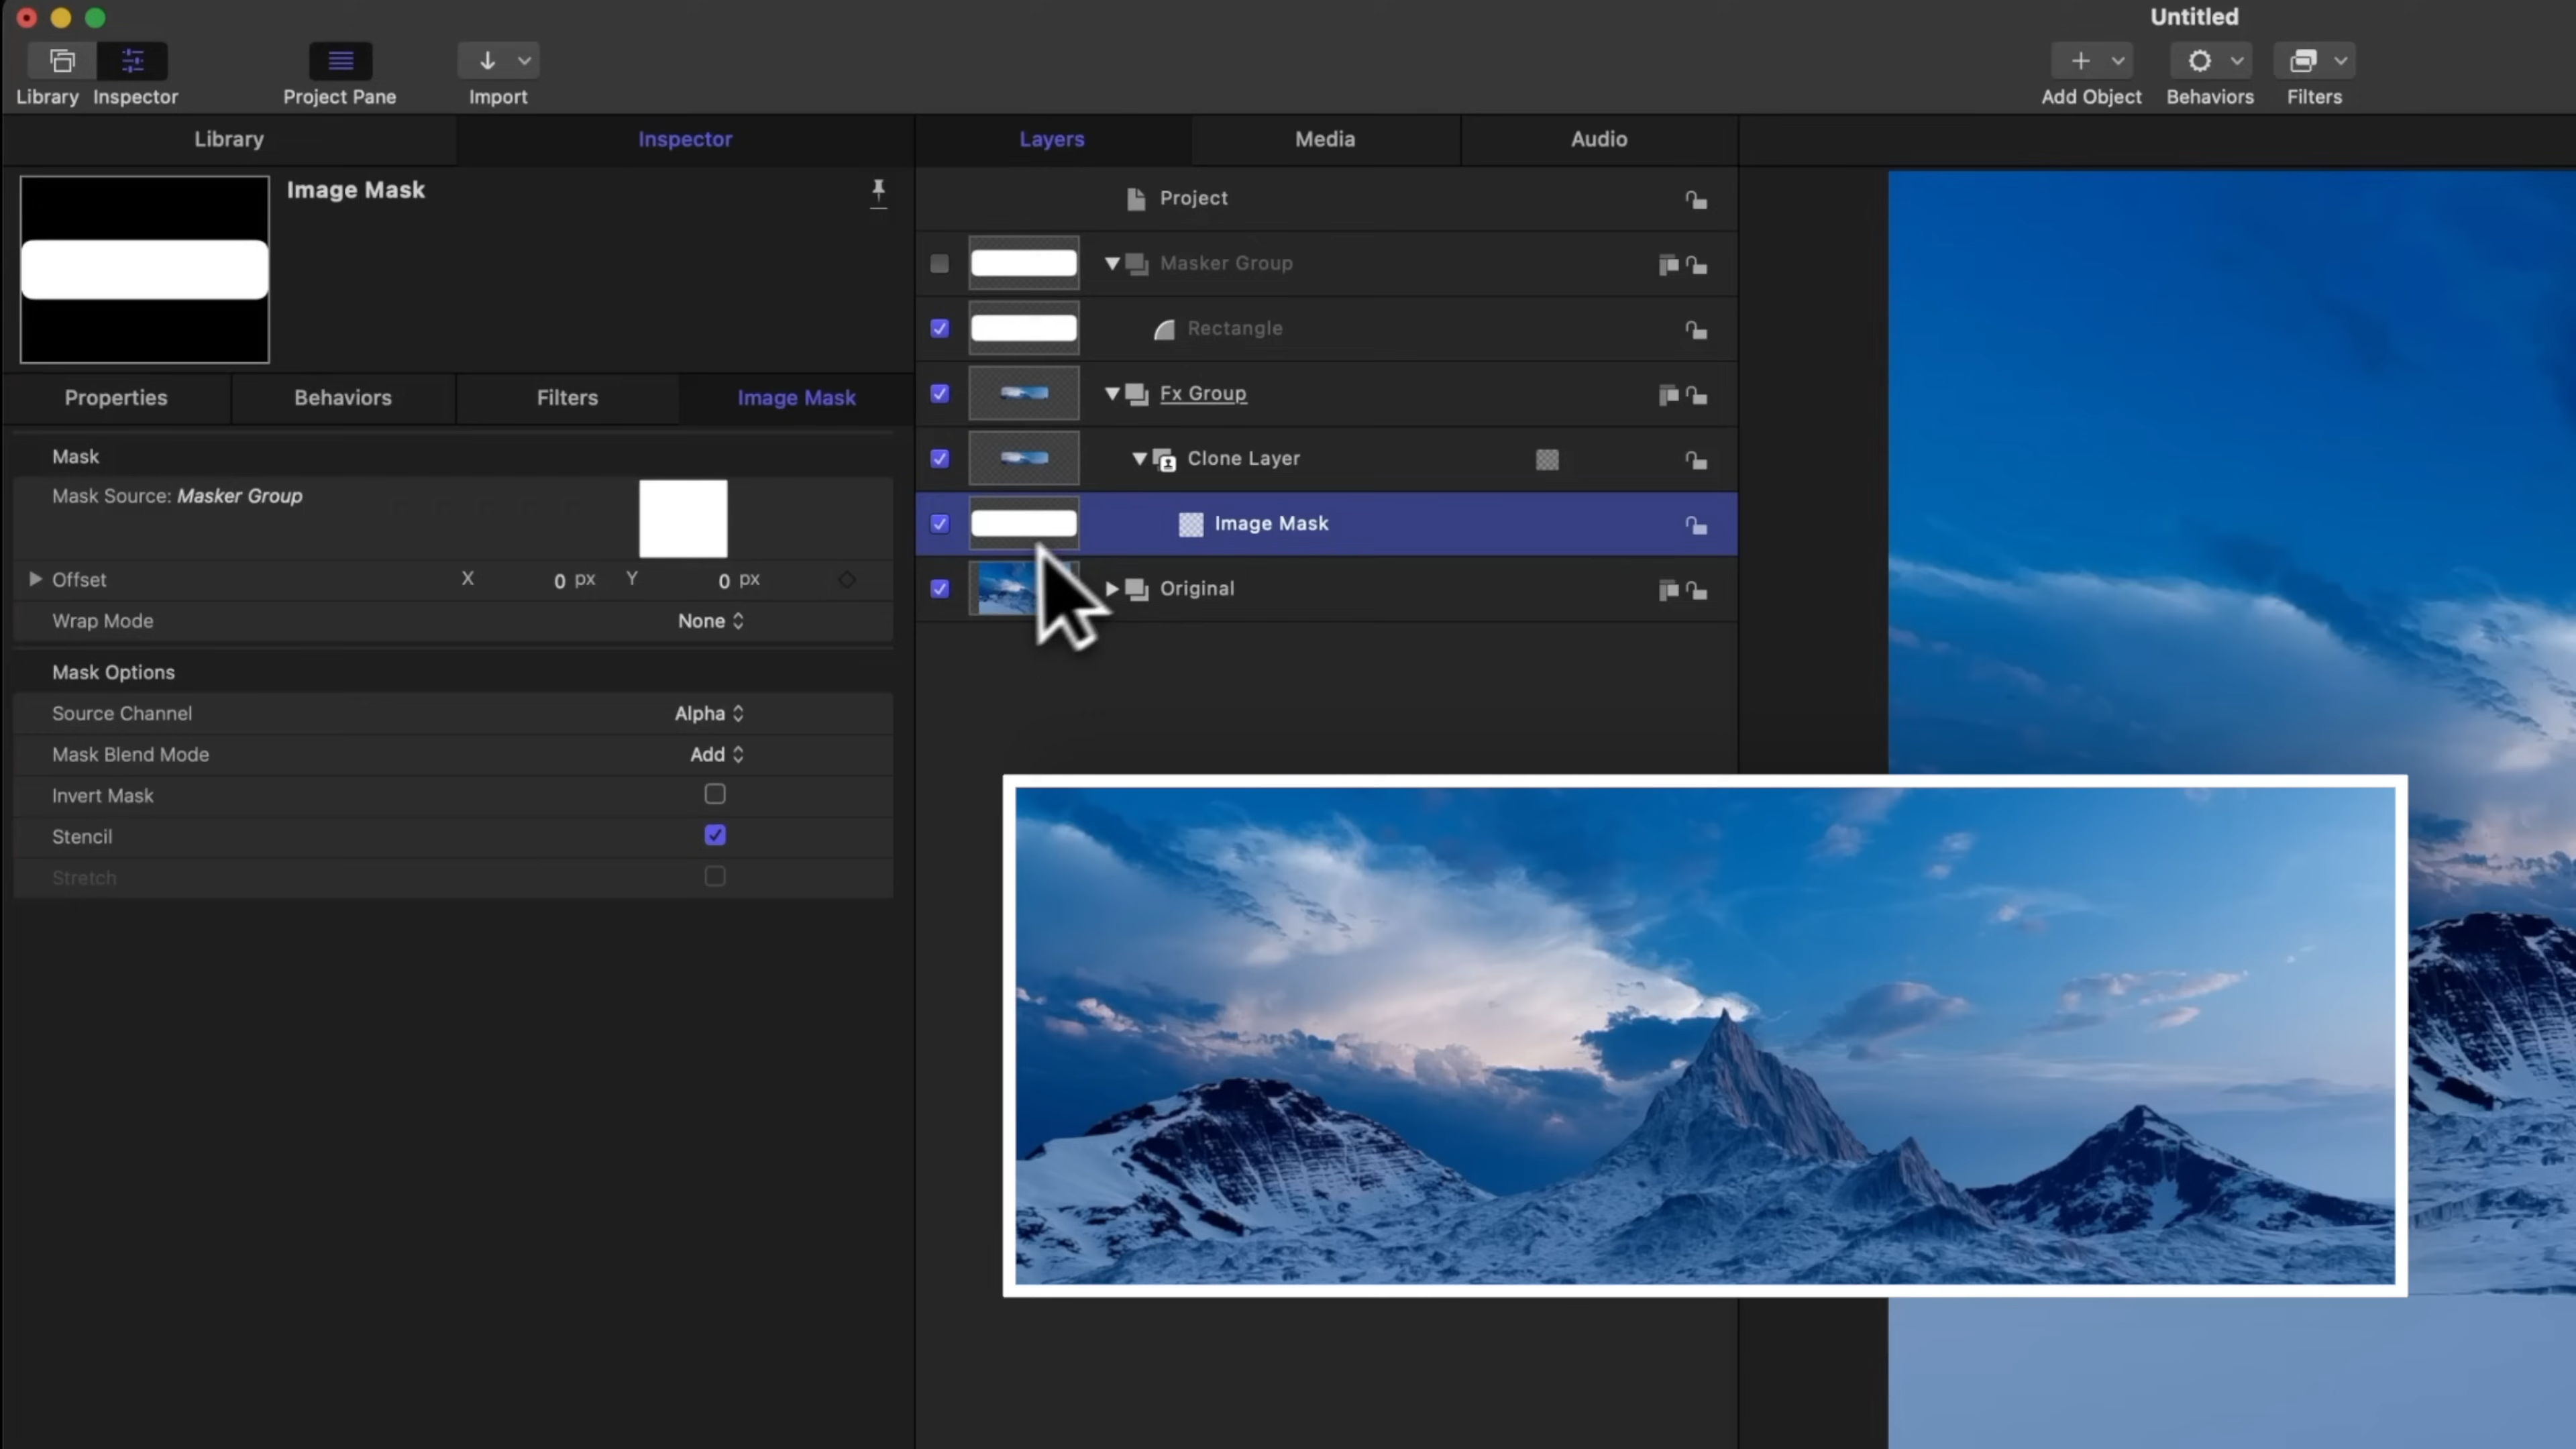 Untitled
Library
Inspector
Project Pane
Import
Add Object
Behaviors
Filters
Library
Inspector
Layers
Media
Audio
Image Mask
Project
Masker Group
Rectangle
Properties
Behaviors
Filters
Image Mask
Fx Group
Mask
Clone Layer
Mask Source: Masker Group
Image Mask
Offset X 0 px Y 0 px
Original
Wrap Mode None
Mask Options
Source Channel Alpha
Mask Blend Mode Add
Invert Mask
Stencil
Stretch